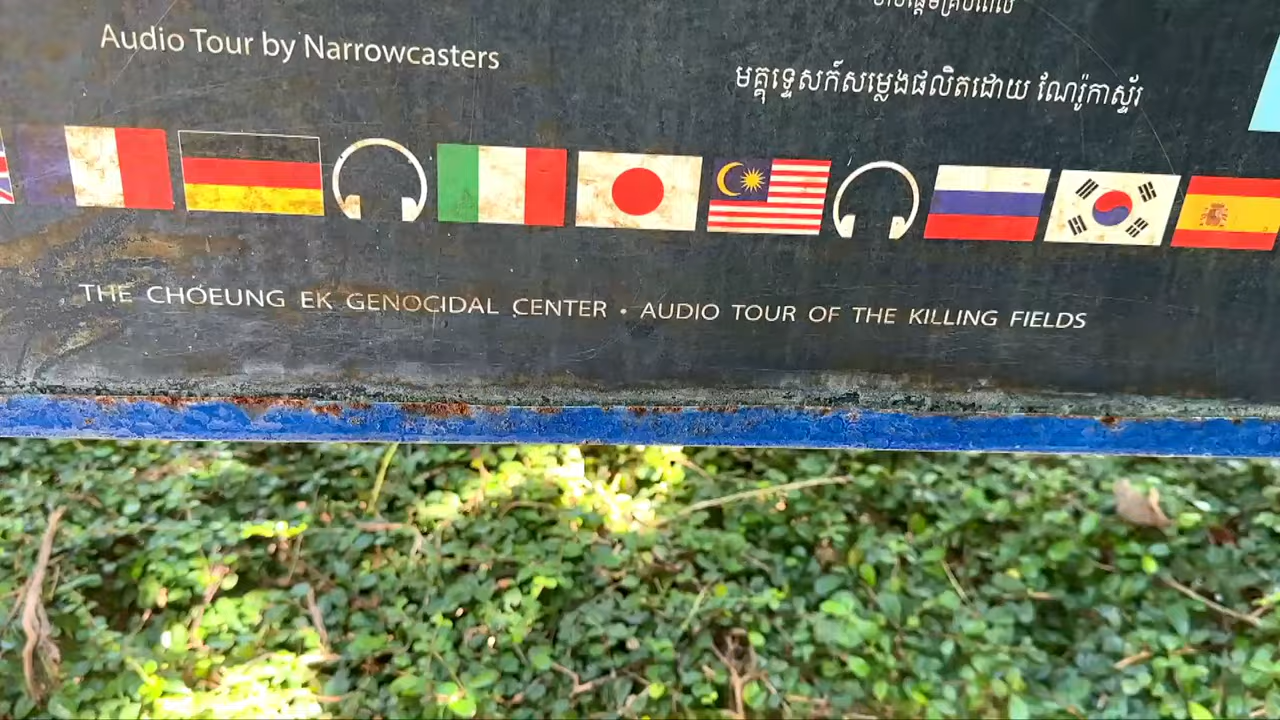 Audio Tour by Narrowcasters
មគ្គុទ្ទេសក៍សម្លេងផលិតដោយ ណែរ៉ូកាស្ទ័រ
THE CHOEUNG EK GENOCIDAL CENTER • AUDIO TOUR OF THE KILLING FIELDS